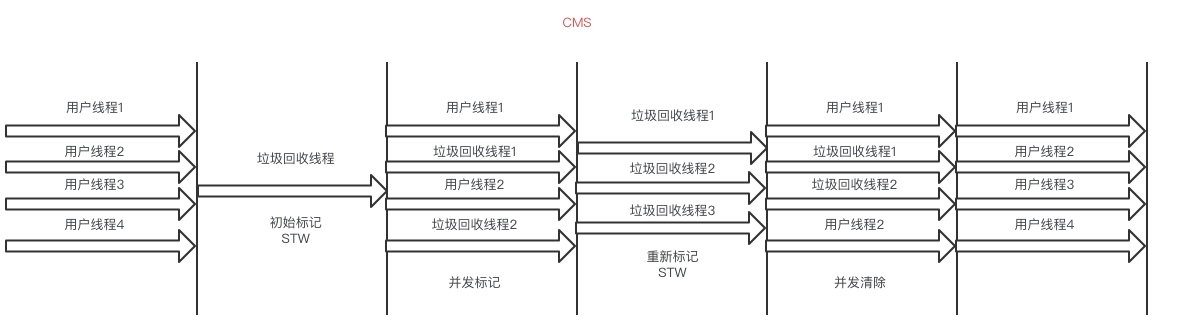 CMS
用户线程1
用户线程2
用户线程3
用户线程4
垃圾回收线程
初始标记
STW
用户线程1
垃圾回收线程1
用户线程2
垃圾回收线程2
并发标记
垃圾回收线程1
垃圾回收线程2
垃圾回收线程3
重新标记
STW
用户线程1
垃圾回收线程1
垃圾回收线程2
用户线程2
并发清除
用户线程1
用户线程2
用户线程3
用户线程4